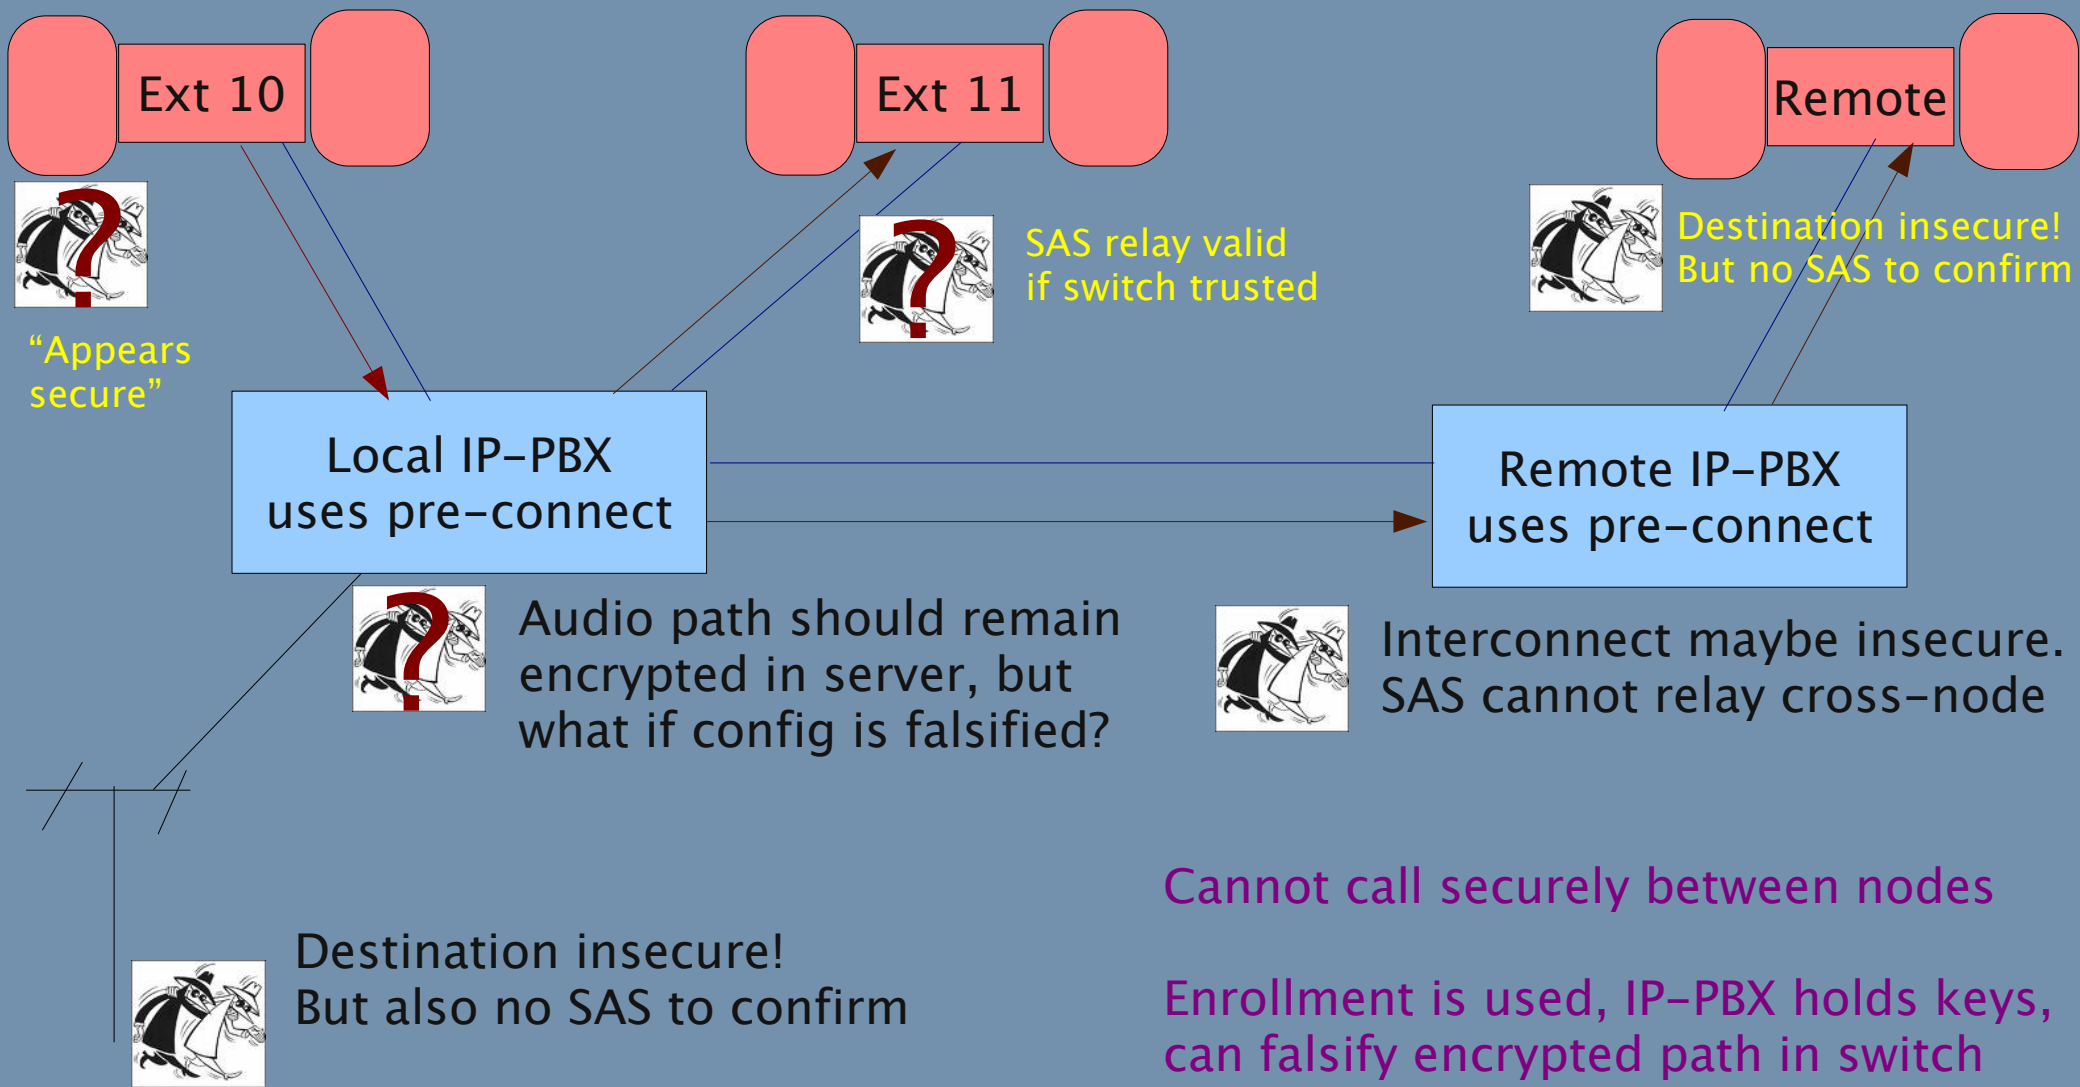 Ext 10
Ext 11
Remote
?
?
SAS relay valid
if switch trusted
Destination insecure!
But no SAS to confirm
“Appears
secure”
Local IP–PBX
uses pre–connect
Remote IP–PBX
uses pre–connect
?
Audio path should remain
encrypted in server, but
what if config is falsified?
Interconnect maybe insecure.
SAS cannot relay cross–node
Destination insecure!
But also no SAS to confirm
Cannot call securely between nodes
Enrollment is used, IP–PBX holds keys,
can falsify encrypted path in switch